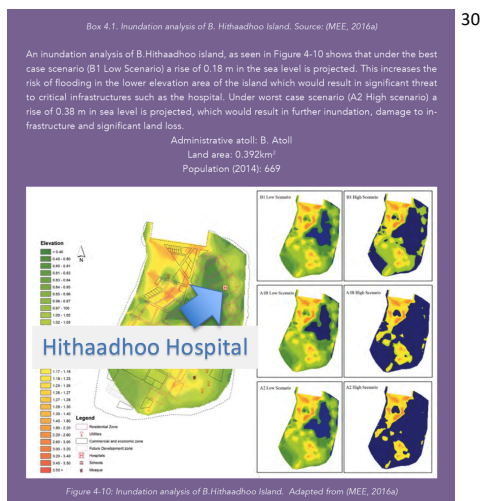 30
Box 4.1. Inundation analysis of B. Hithaadhoo Island. Source: (MEE, 2016a)
An inundation analysis of B.Hithaadhoo island, as seen in Figure 4-10 shows that under the best
case scenario (B1 Low Scenario) a rise of 0.18 m in the sea level is projected. This increases the
risk of flooding in the lower elevation area of the island which would result in significant threat
to critical infrastructures such as the hospital. Under worst case scenario (A2 High scenario) a
rise of 0.38 m in sea level is projected, which would result in further inundation, damage to in-
frastructure and significant land loss.
Administrative atoll: B. Atoll
Land area: 0.392km²
Population (2014): 669
Elevation
N
Hithaadhoo Hospital
Legend
Residential Zone
Utilities
Commercial and economic zone
Future Development zone
Hospitals
Schools
Mosque
B1 Low Scenario
B1 High Scenario
A1B Low Scenario
A1B High Scenario
A2 Low Scenario
A2 High Scenario
Figure 4-10: Inundation analysis of B.Hithaadhoo Island. Adapted from (MEE, 2016a)